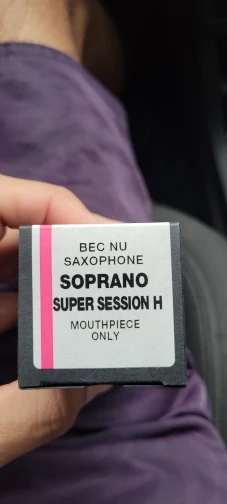 BEC NU
SAXOPHONE
SOPRANO
SUPER SESSION H
MOUTHPIECE
ONLY